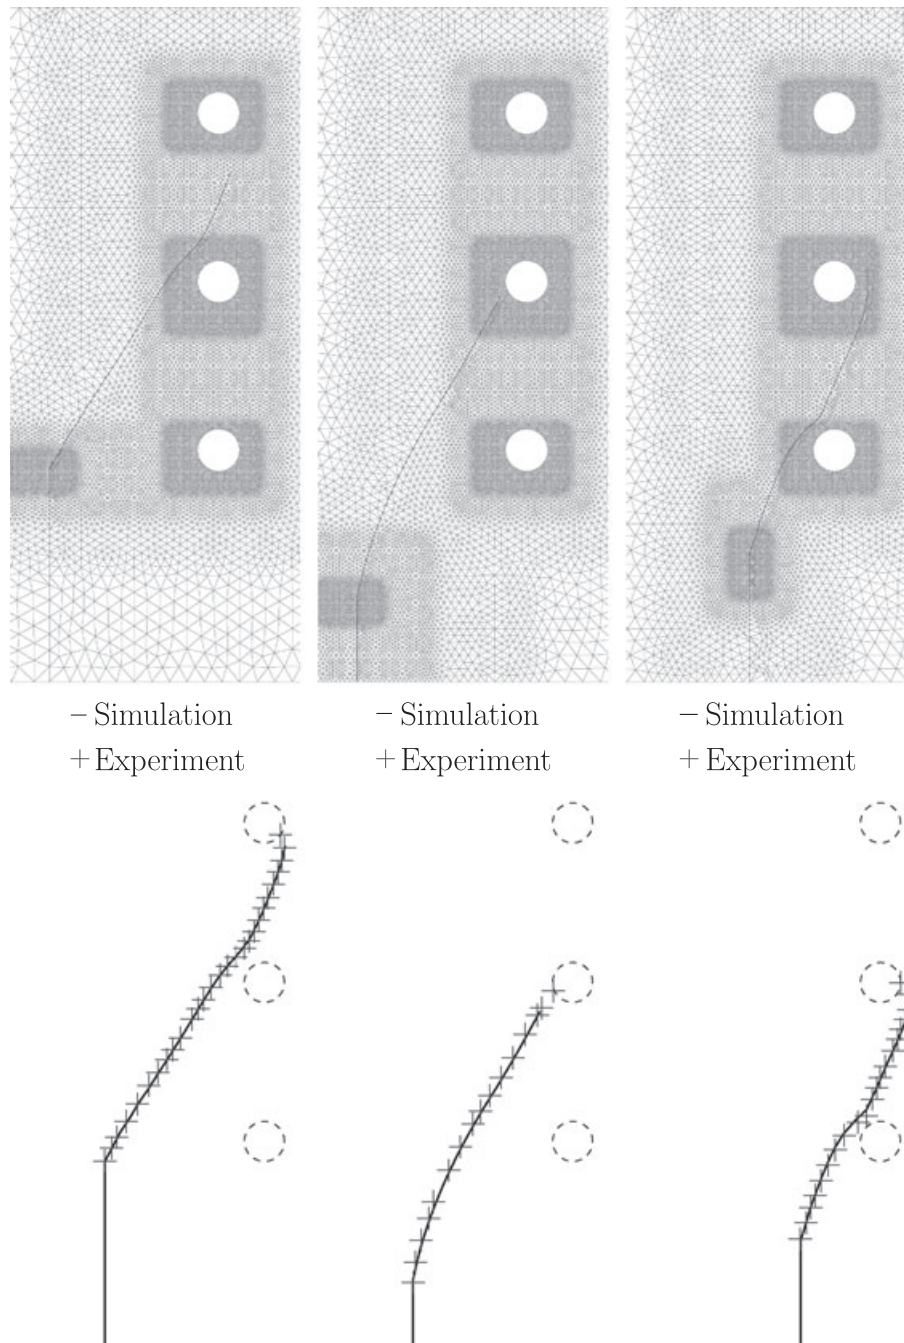 – Simulation – Simulation – Simulation
+ Experiment + Experiment + Experiment